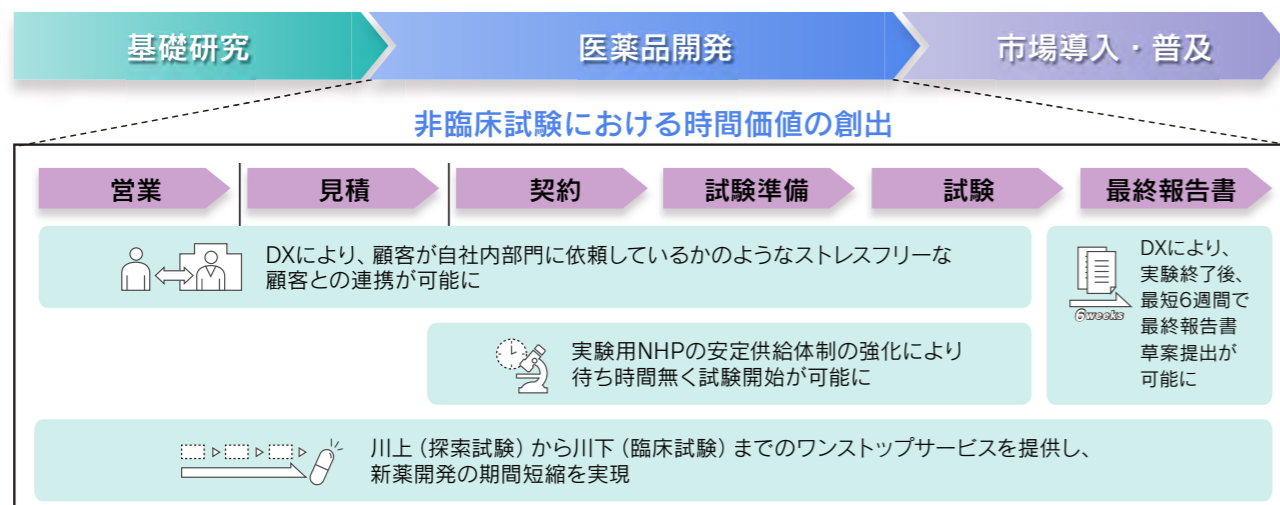 基礎研究
医薬品開発
市場導入・普及
非臨床試験における時間価値の創出
営業
見積
契約
試験準備
試験
最終報告書
DXにより、顧客が自社内部門に依頼しているかのようなストレスフリーな
顧客との連携が可能に
6weeks
DXにより、
実験終了後、
最短6週間で
最終報告書
草案提出が
可能に
実験用NHPの安定供給体制の強化により
待ち時間無く試験開始が可能に
川上（探索試験）から川下（臨床試験）までのワンストップサービスを提供し、
新薬開発の期間短縮を実現